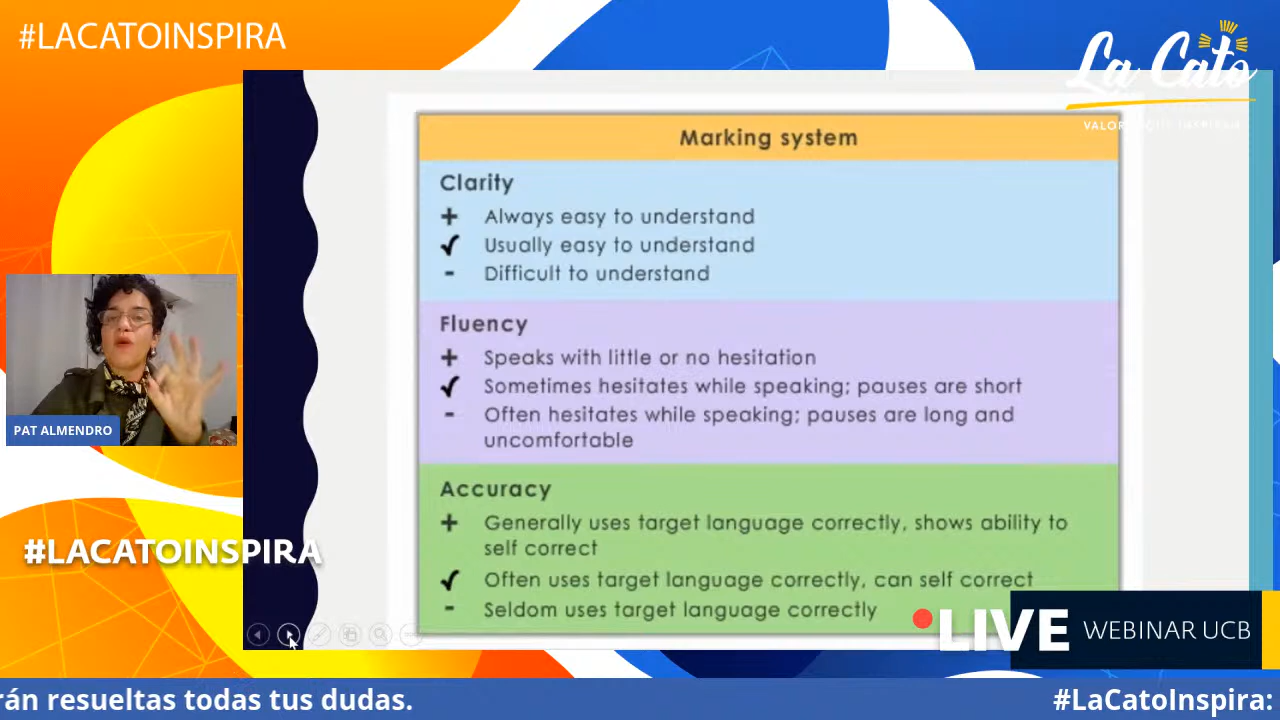 #LACATOINSPIRA
La Cato
Marking system
Clarity
+ Always easy to understand
✓ Usually easy to understand
- Difficult to understand
Fluency
+ Speaks with little or no hesitation
✓ Sometimes hesitates while speaking; pauses are short
- Often hesitates while speaking; pauses are long and
uncomfortable
Accuracy
+ Generally uses target language correctly, shows ability to
self correct
✓ Often uses target language correctly, can self correct
- Seldom uses target language correctly
PAT ALMENDRO
#LACATOINSPIRA
LIVE WEBINAR UCB
rán resueltas todas tus dudas. #LaCatoInspira: